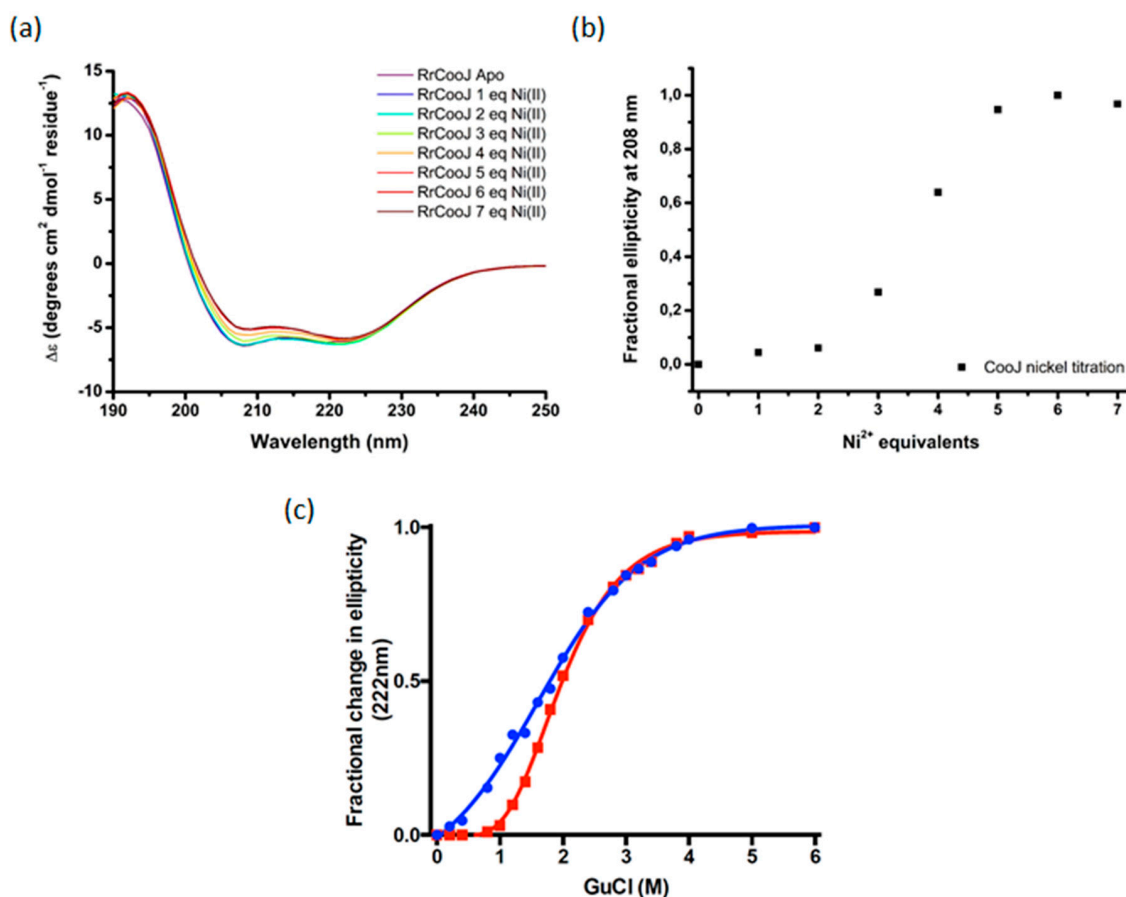 (a)
15
10
5
0
-5
-10
190 200 210 220 230 240 250
Δε (degrees cm² dmol⁻¹ residue⁻¹)
Wavelength (nm)
RrCooJ Apo
RrCooJ 1 eq Ni(II)
RrCooJ 2 eq Ni(II)
RrCooJ 3 eq Ni(II)
RrCooJ 4 eq Ni(II)
RrCooJ 5 eq Ni(II)
RrCooJ 6 eq Ni(II)
RrCooJ 7 eq Ni(II)
(b)
1,0
0,8
0,6
0,4
0,2
0,0
0 1 2 3 4 5 6 7
Fractional ellipticity at 208 nm
Ni²⁺ equivalents
CooJ nickel titration
(c)
1.0
0.5
0.0
0 1 2 3 4 5 6
Fractional change in ellipticity
(222nm)
GuCl (M)